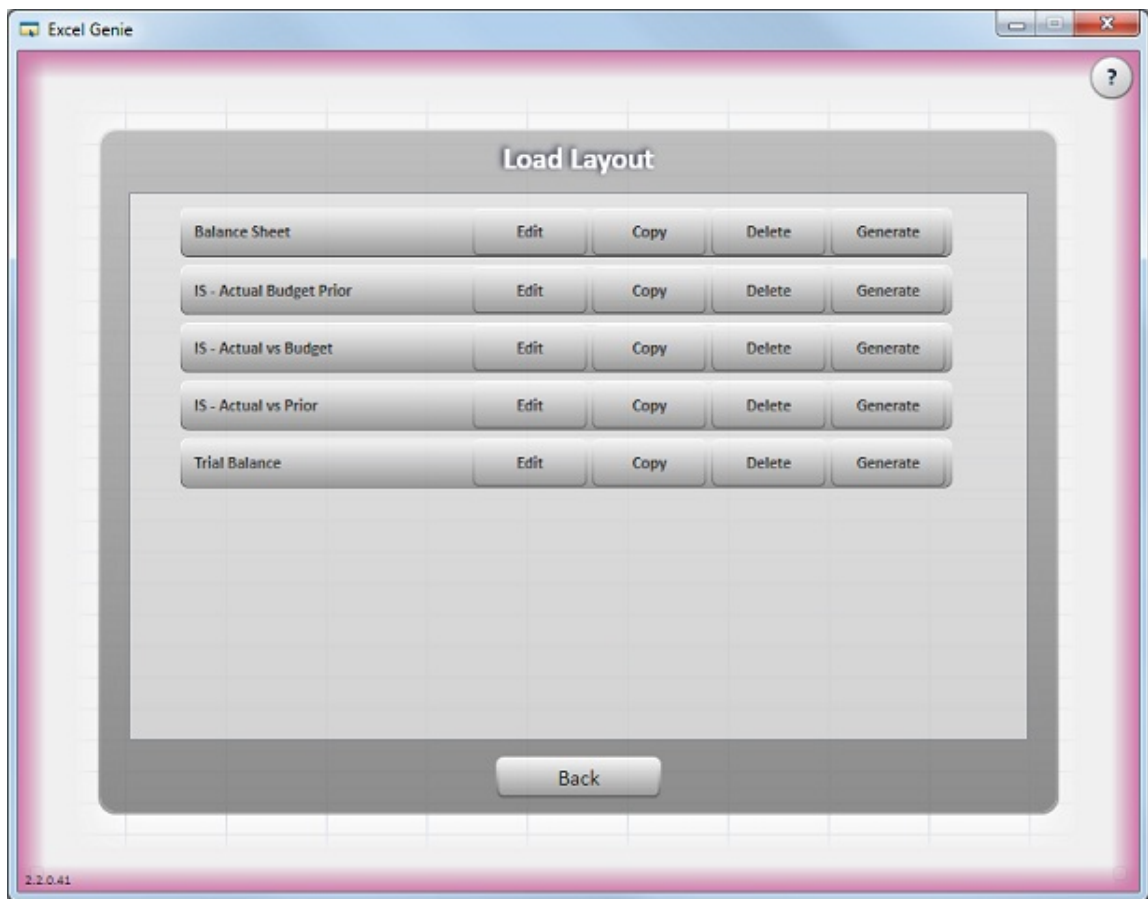 Excel Genie
?
Load Layout
Balance Sheet Edit Copy Delete Generate
IS - Actual Budget Prior Edit Copy Delete Generate
IS - Actual vs Budget Edit Copy Delete Generate
IS - Actual vs Prior Edit Copy Delete Generate
Trial Balance Edit Copy Delete Generate
Back
2.2.0.41